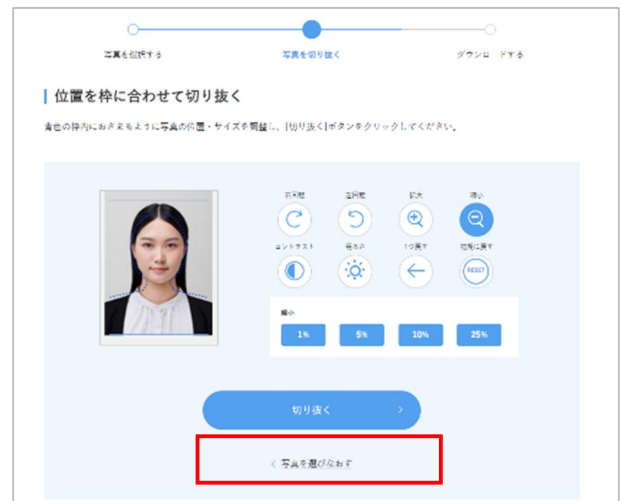 写真を選択する
写真を切り抜く
ダウンロードする
位置を枠に合わせて切り抜く
青色の枠内におさまるように写真の位置・サイズを調整し、[切り抜く]ボタンをクリックしてください。
右回転
左回転
拡大
縮小
コントラスト
明るさ
1つ戻す
初期に戻す
RESET
縮小
1%
5%
10%
25%
切り抜く
写真を選びなおす